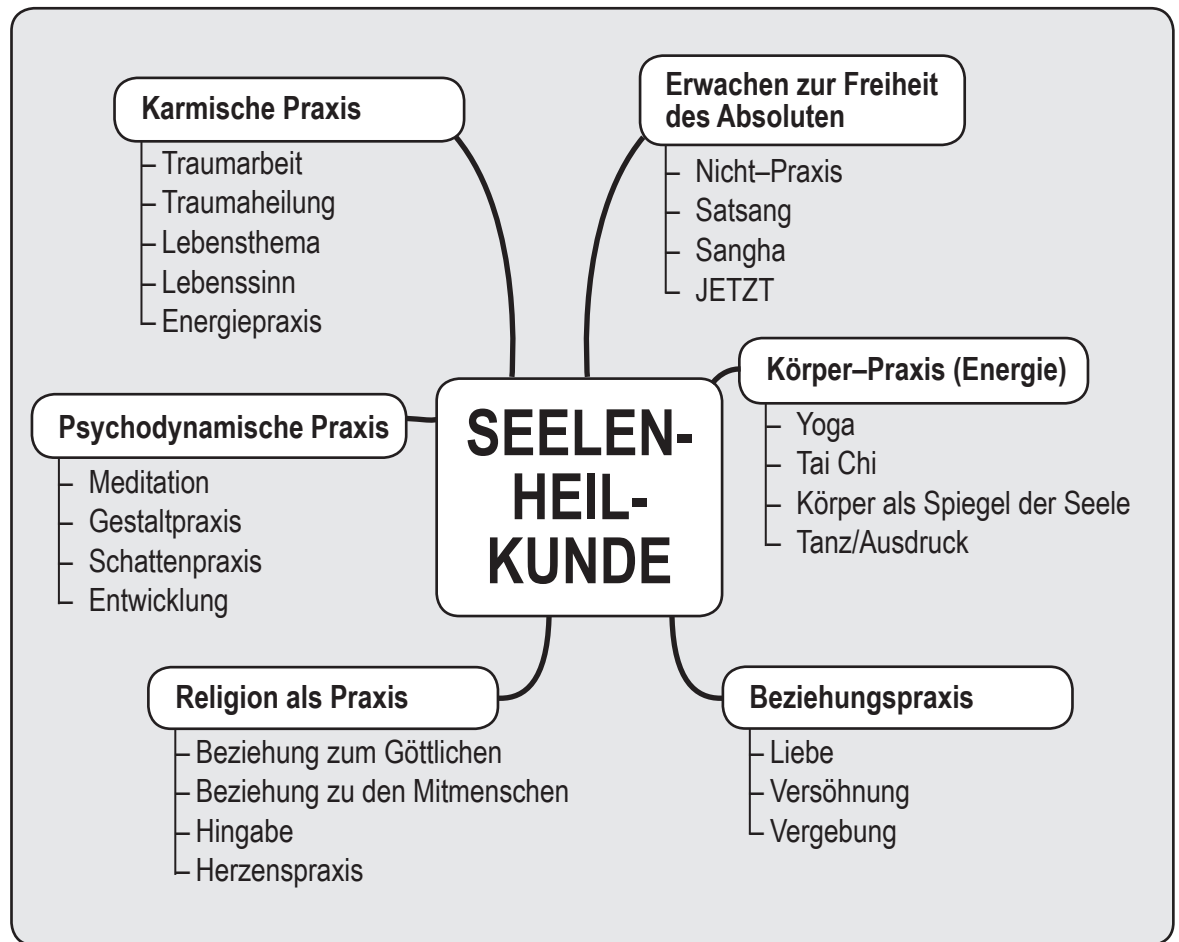 Karmische Praxis
– Traumarbeit
– Traumaheilung
– Lebensthema
– Lebenssinn
– Energiepraxis
Erwachen zur Freiheit
des Absoluten
– Nicht–Praxis
– Satsang
– Sangha
– JETZT
Psychodynamische Praxis
– Meditation
– Gestaltpraxis
– Schattenpraxis
– Entwicklung
SEELEN-
HEIL-
KUNDE
Körper–Praxis (Energie)
– Yoga
– Tai Chi
– Körper als Spiegel der Seele
– Tanz/Ausdruck
Religion als Praxis
– Beziehung zum Göttlichen
– Beziehung zu den Mitmenschen
– Hingabe
– Herzenspraxis
Beziehungspraxis
– Liebe
– Versöhnung
– Vergebung